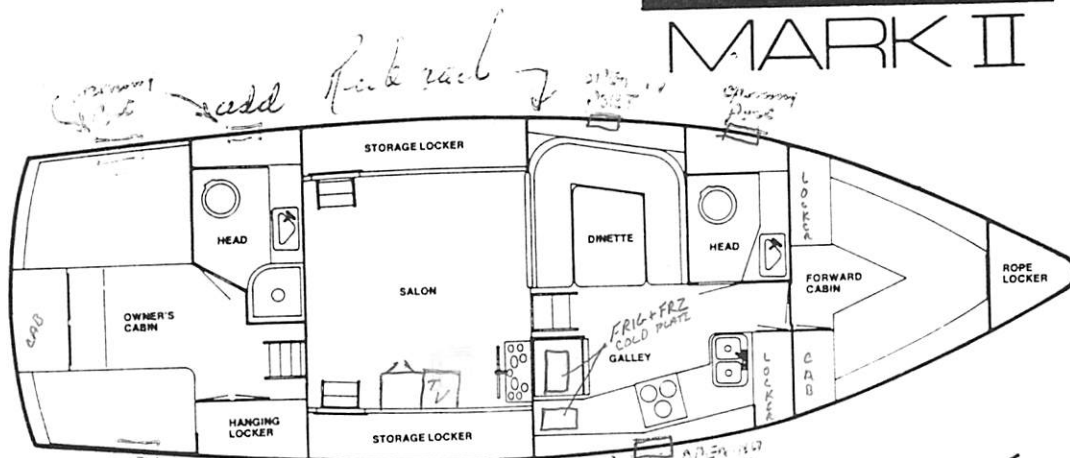 MARK II
add
STORAGE LOCKER
HEAD
DINETTE
HEAD
LOCKER
SALON
OWNER'S
CABIN
CAB
FORWARD
CABIN
ROPE
LOCKER
FRIG + FRZ
COLD PLATE
GALLEY
TV
LOCKER
CAB
HANGING
LOCKER
STORAGE LOCKER